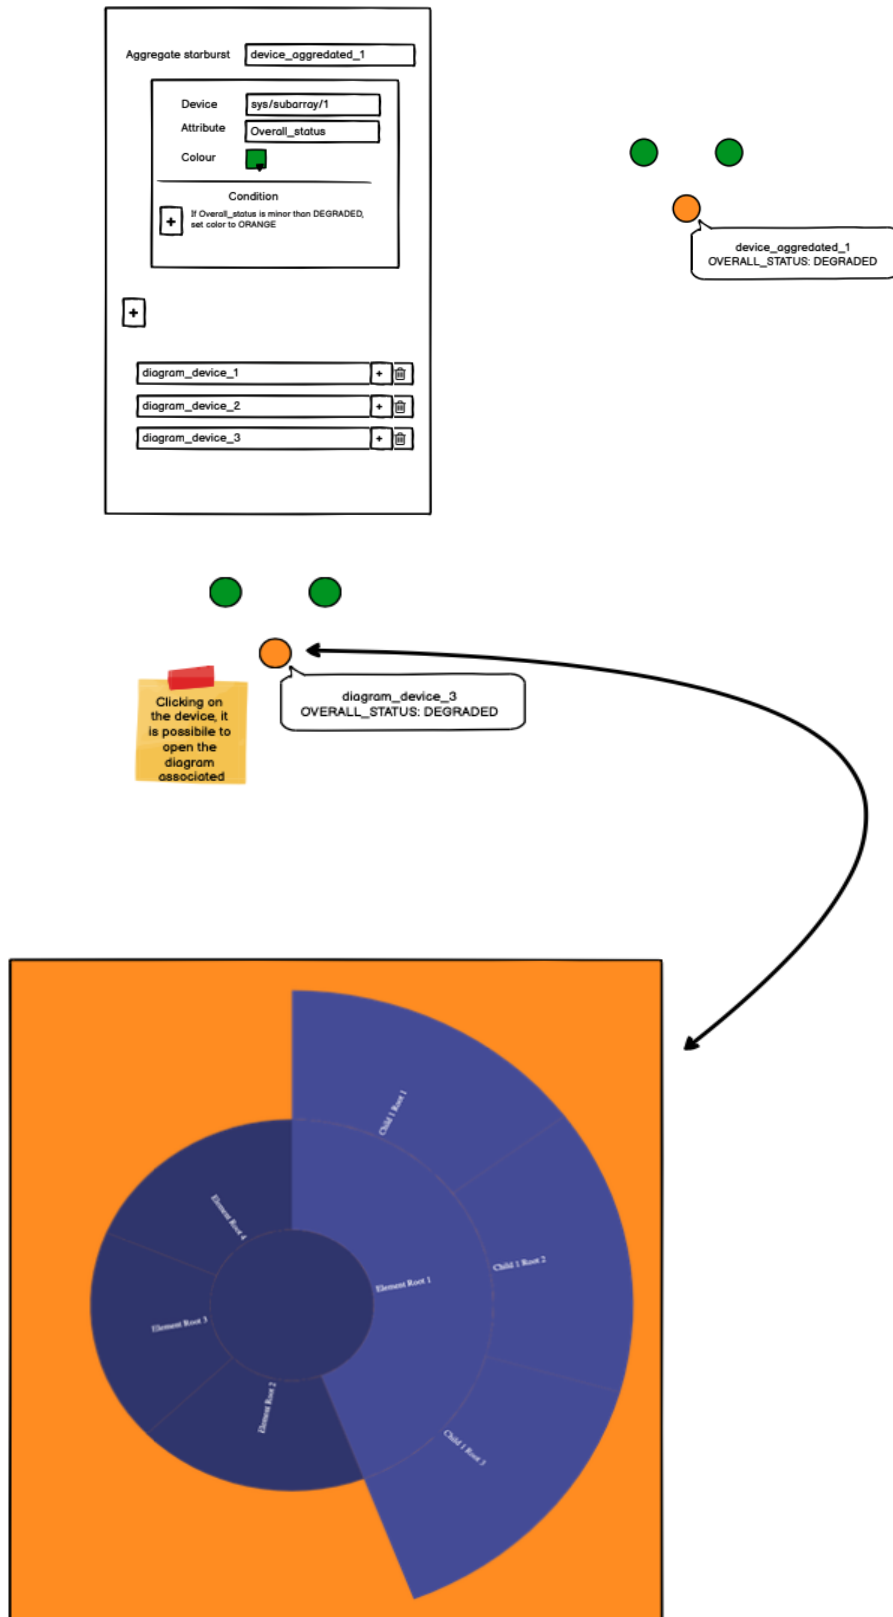 Aggregate starburst
device_aggredated_1
Device
sys/subarray/1
Attribute
Overall_status
Colour
Condition
+
If Overall_status is minor than DEGRADED,
set color to ORANGE
+
diagram_device_1
+
diagram_device_2
+
diagram_device_3
+
device_aggredated_1
OVERALL_STATUS: DEGRADED
diagram_device_3
OVERALL_STATUS: DEGRADED
Clicking on
the device, it
is possibile to
open the
diagram
associated
Child 1 Root 1
Element Root 4
Child 1 Root 2
Element Root 1
Element Root 3
Element Root 2
Child 1 Root 3